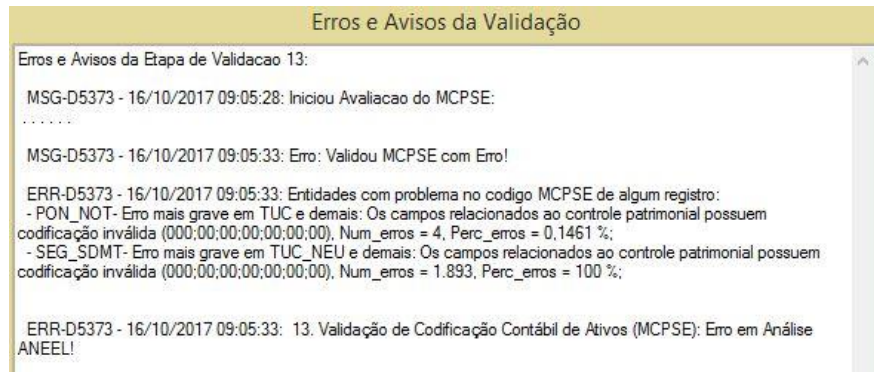 Erros e Avisos da Validação
Erros e Avisos da Etapa de Validacao 13:
MSG-D5373 - 16/10/2017 09:05:28: Iniciou Avaliacao do MCPSE:
. . . . . .
MSG-D5373 - 16/10/2017 09:05:33: Erro: Validou MCPSE com Erro!
ERR-D5373 - 16/10/2017 09:05:33: Entidades com problema no codigo MCPSE de algum registro:
- PON_NOT- Erro mais grave em TUC e demais: Os campos relacionados ao controle patrimonial possuem
codificação inválida (000;00;00;00;00;00;00), Num_erros = 4, Perc_erros = 0,1461 %;
- SEG_SDMT- Erro mais grave em TUC_NEU e demais: Os campos relacionados ao controle patrimonial possuem
codificação inválida (000;00;00;00;00;00;00), Num_erros = 1.893, Perc_erros = 100 %;
ERR-D5373 - 16/10/2017 09:05:33:  13. Validação de Codificação Contábil de Ativos (MCPSE): Erro em Análise
ANEEL!